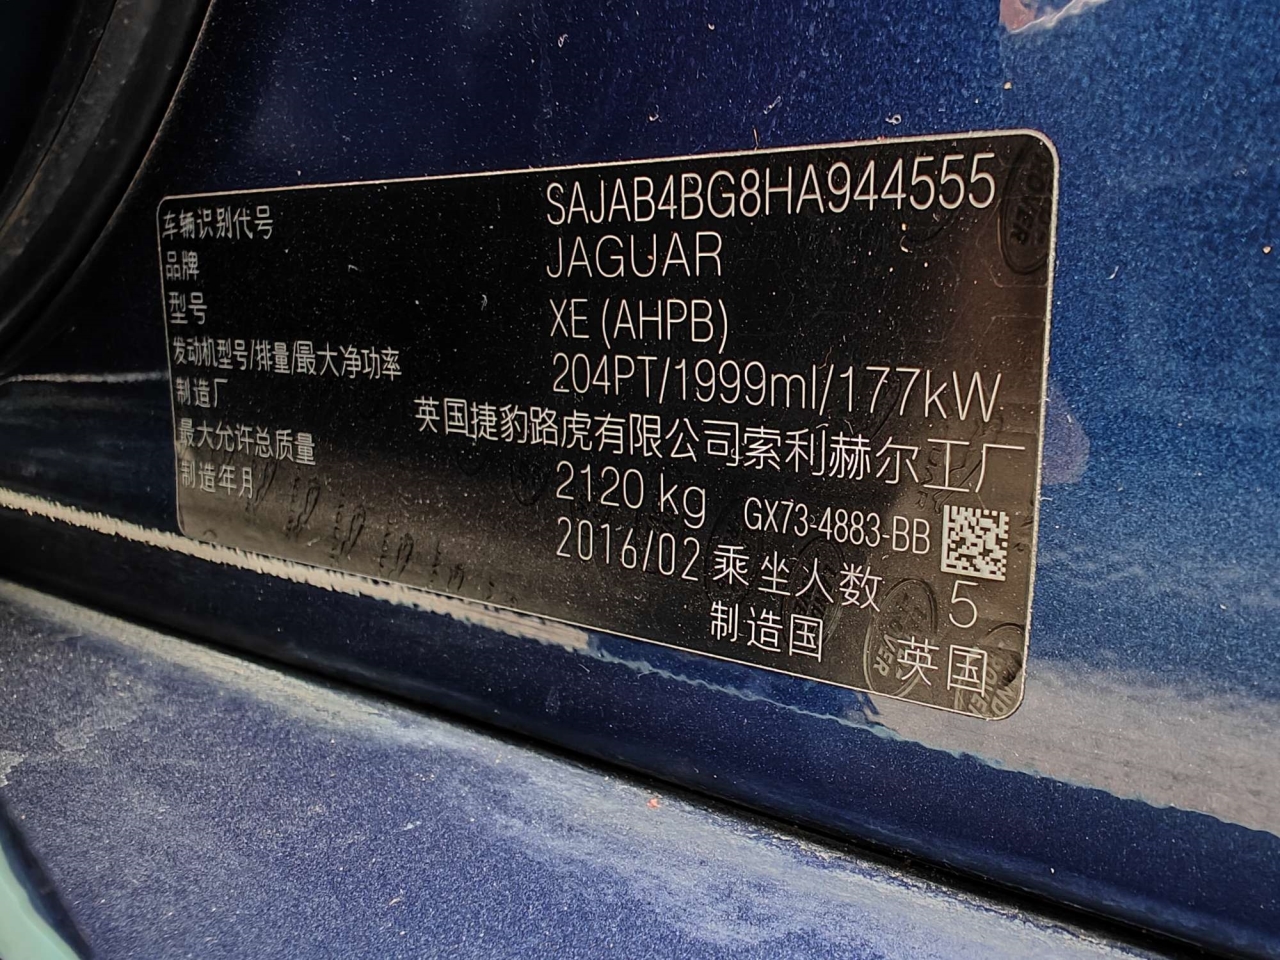 车辆识别代号 SAJAB4BG8HA944555
品牌 JAGUAR
型号 XE (AHPB)
发动机型号/排量/最大净功率 204PT/1999ml/177kW
制造厂 英国捷豹路虎有限公司索利赫尔工厂
最大允许总质量 2120 kg GX73-4883-BB
制造年月 2016/02 乘坐人数 5
制造国 英国